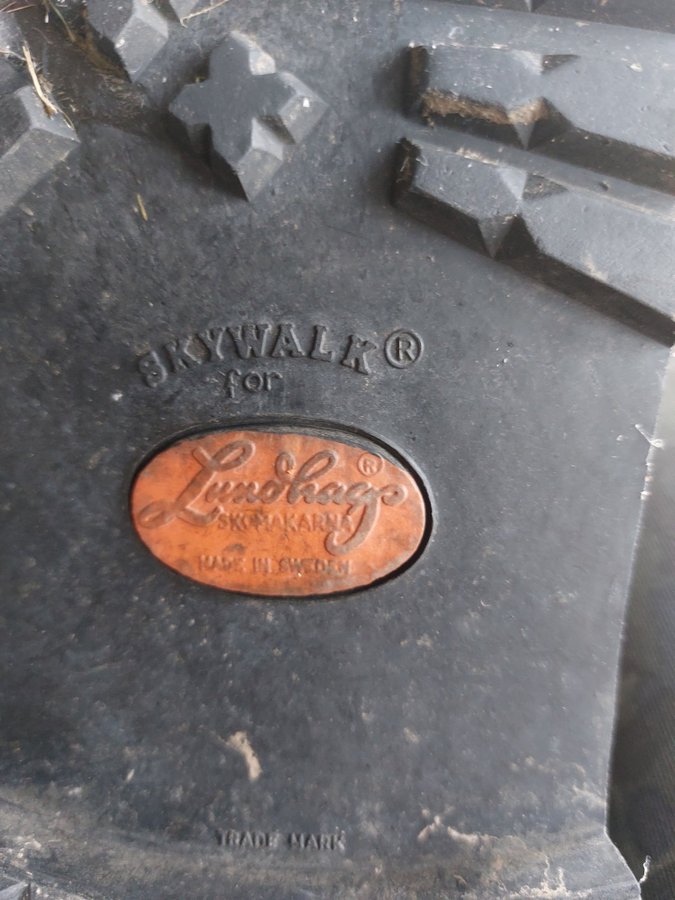 SKYWALK®
for
Lundhags®
SKOMAKARNA
MADE IN SWEDEN
TRADE MARK